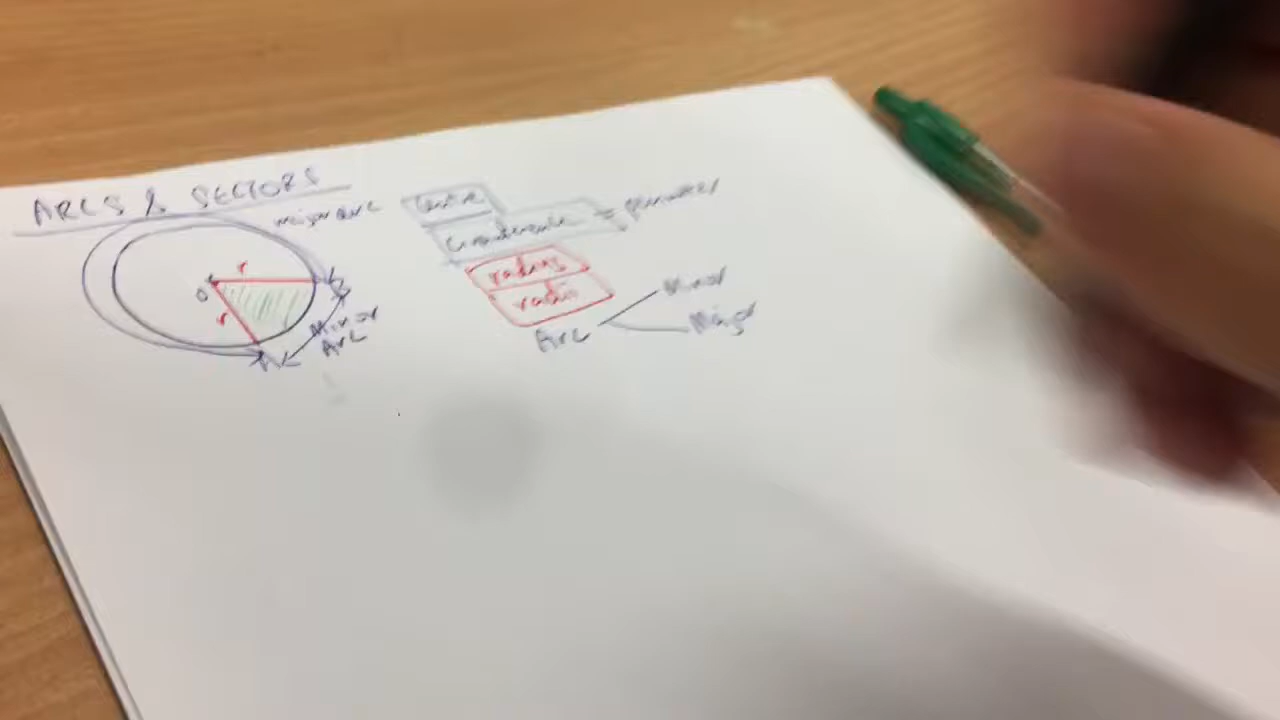 ARCS & SECTORS
major arc
Centre
Circumference = perimeter
radius
radii
Arc
Minor
Major
O
r
r
B
A
Minor
Arc